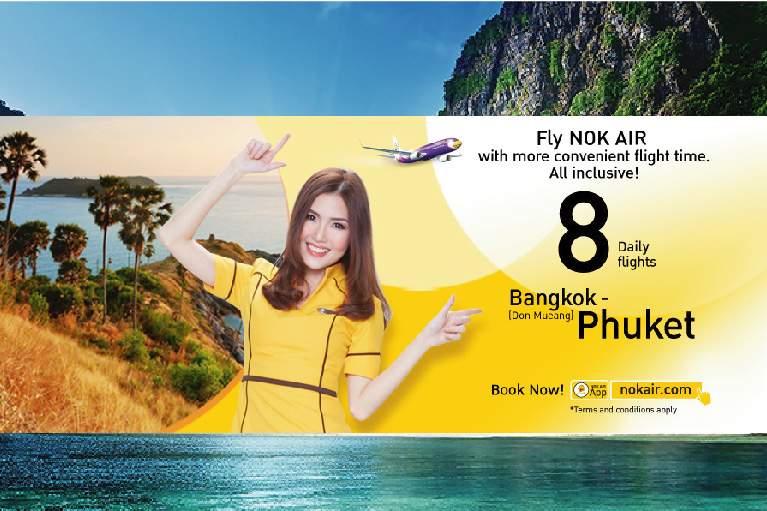 Fly NOK AIR
with more convenient flight time.
All inclusive!
8 Daily
flights
Bangkok -
(Don Mueang) Phuket
Book Now! App nokair.com
*Terms and conditions apply